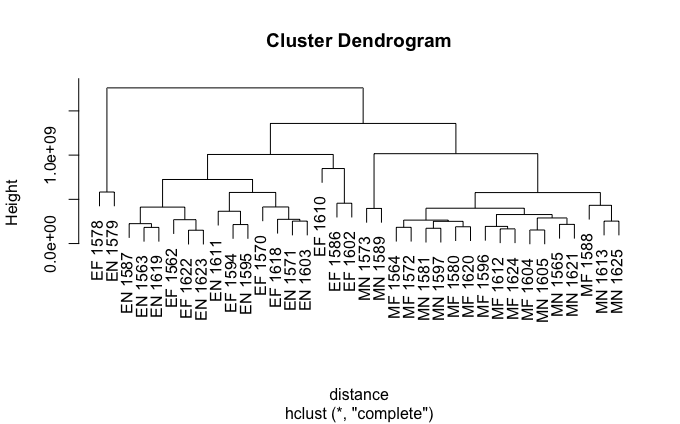 Cluster Dendrogram
Height
0.0e+00
1.0e+09
EF 1578
EN 1579
EN 1587
EN 1563
EN 1619
EF 1562
EF 1622
EN 1623
EN 1611
EF 1594
EN 1595
EF 1570
EF 1618
EN 1571
EN 1603
EF 1610
EF 1586
EF 1602
MN 1573
MN 1589
MF 1564
MF 1572
MN 1581
MN 1597
MF 1580
MF 1620
MF 1596
MF 1612
MF 1624
MF 1604
MN 1605
MN 1565
MN 1621
MF 1588
MN 1613
MN 1625
distance
hclust (*, "complete")